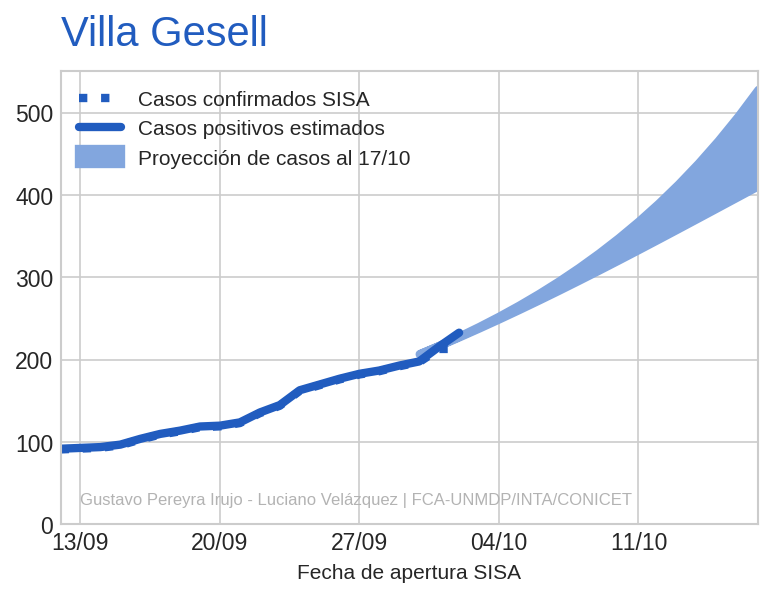 Villa Gesell
Casos confirmados SISA
Casos positivos estimados
Proyección de casos al 17/10
500
400
300
200
100
0
Gustavo Pereyra Irujo - Luciano Velázquez | FCA-UNMDP/INTA/CONICET
13/09 20/09 27/09 04/10 11/10
Fecha de apertura SISA